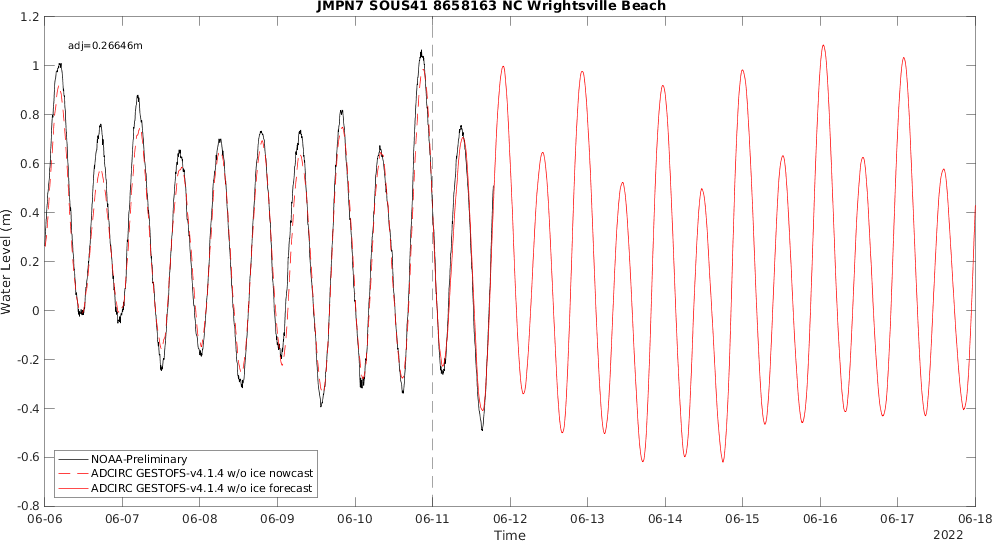 JMPN7 SOUS41 8658163 NC Wrightsville Beach
adj=0.26646m
1.2
1
0.8
0.6
0.4
0.2
0
-0.2
-0.4
-0.6
-0.8
Water Level (m)
NOAA-Preliminary
ADCIRC GESTOFS-v4.1.4 w/o ice nowcast
ADCIRC GESTOFS-v4.1.4 w/o ice forecast
06-06 06-07 06-08 06-09 06-10 06-11 06-12 06-13 06-14 06-15 06-16 06-17 06-18
Time
2022